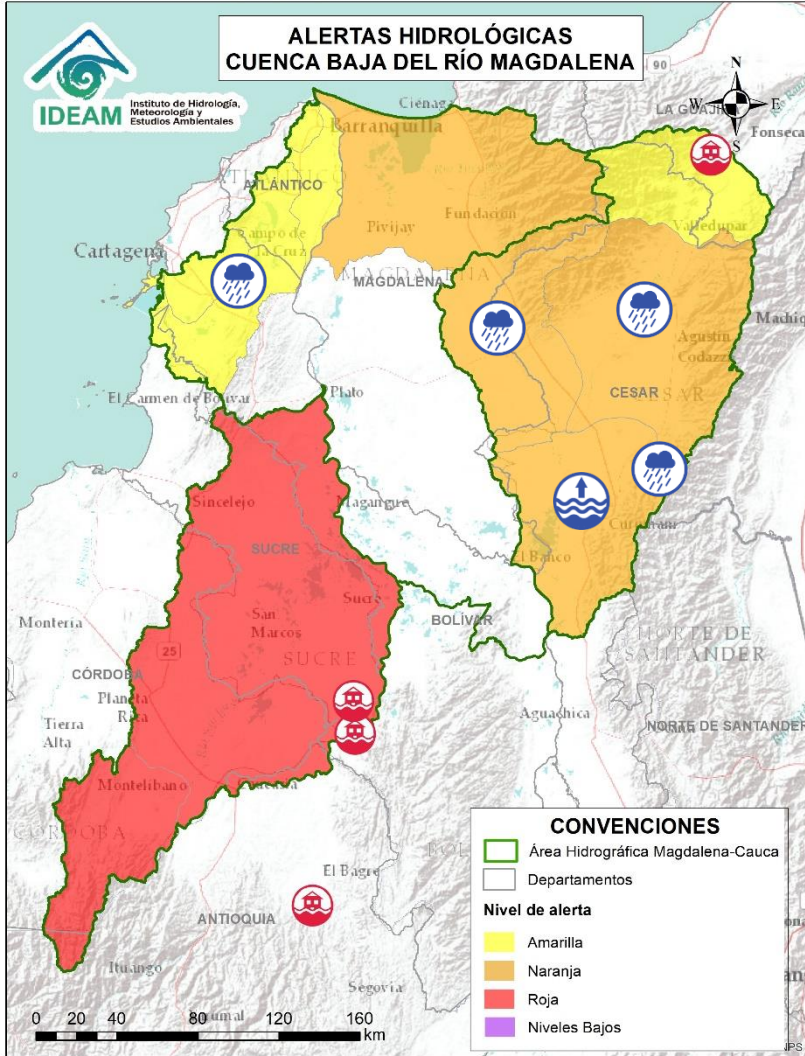 ALERTAS HIDROLÓGICAS
CUENCA BAJA DEL RÍO MAGDALENA
IDEAM
Instituto de Hidrología,
Meteorología y
Estudios Ambientales
N
W
E
S
90
Ciénaga
LA GUAJIRA
Barranquilla
Fonseca
ATLÁNTICO
Fundación
Pivijay
Valledupar
Campo de
la Cruz
Cartagena
MAGDALENA
Machiq
Agustín
Codazzi
El Carmen de Bolívar
Plato
CESAR
Sincelejo
Magangué
Curumaní
SUCRE
El Banco
Sucre
San
Marcos
BOLÍVAR
Montería
SUCRE
NORTE DE
SANTANDER
25
CÓRDOBA
Planeta
Rica
Aguachica
Tierra
Alta
NORTE DE SANTANDER
Montelíbano
Caucasia
CÓRDOBA
El Bagre
ANTIOQUIA
Ituango
Segovia
0 20 40 80 120 160
km
CONVENCIONES
Área Hidrográfica Magdalena-Cauca
Departamentos
Nivel de alerta
Amarilla
Naranja
Roja
Niveles Bajos